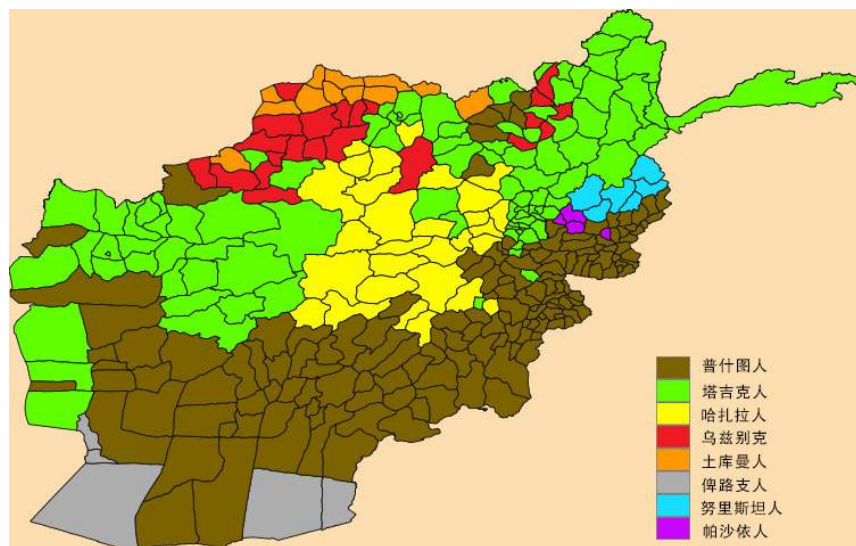 普什图人
塔吉克人
哈扎拉人
乌兹别克
土库曼人
俾路支人
努里斯坦人
帕沙依人